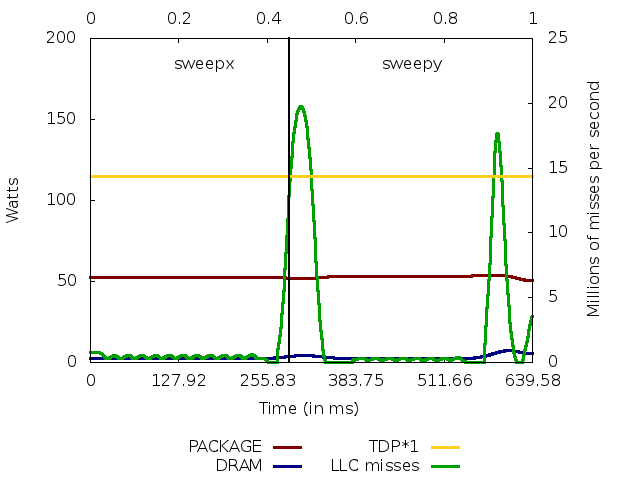 0 0.2 0.4 0.6 0.8 1
200 25
sweepx sweepy
150 20
15
100 10
50 5
0 0
Watts
Millions of misses per second
0 127.92 255.83 383.75 511.66 639.58
Time (in ms)
PACKAGE TDP*1
DRAM LLC misses